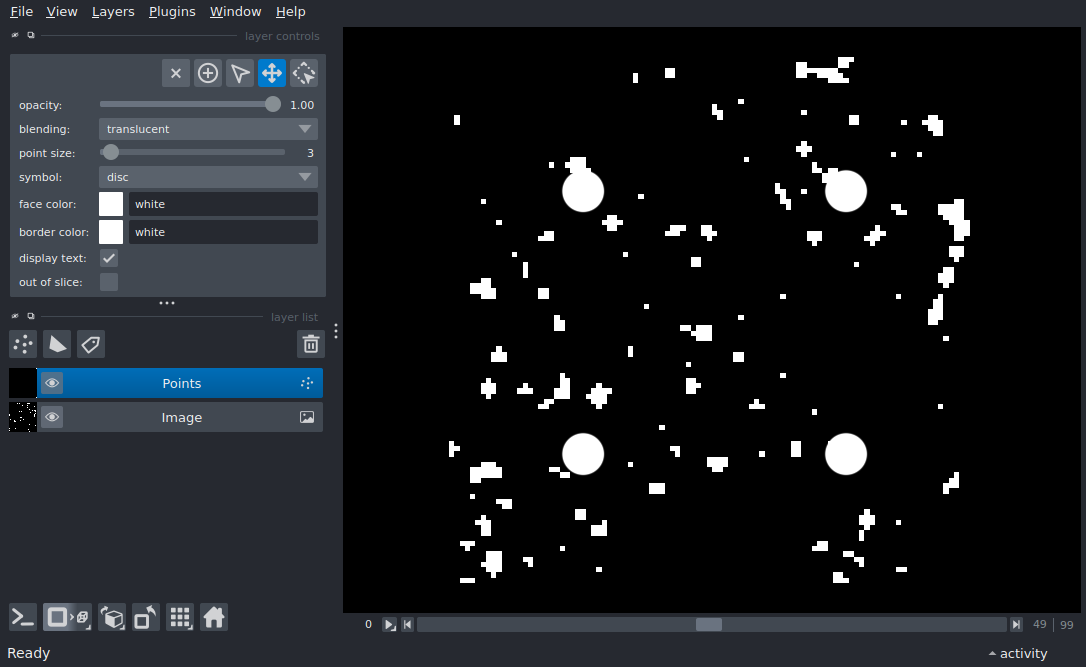 File View Layers Plugins Window Help
layer controls
opacity: 1.00
blending: translucent
point size: 3
symbol: disc
face color: white
border color: white
display text:
out of slice:
layer list
Points
Image
0 49 99
Ready activity